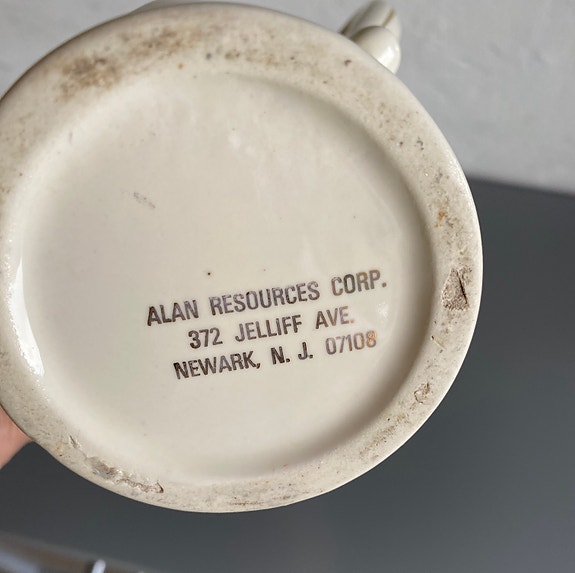 ALAN RESOURCES CORP.
372 JELLIFF AVE.
NEWARK, N. J. 07108